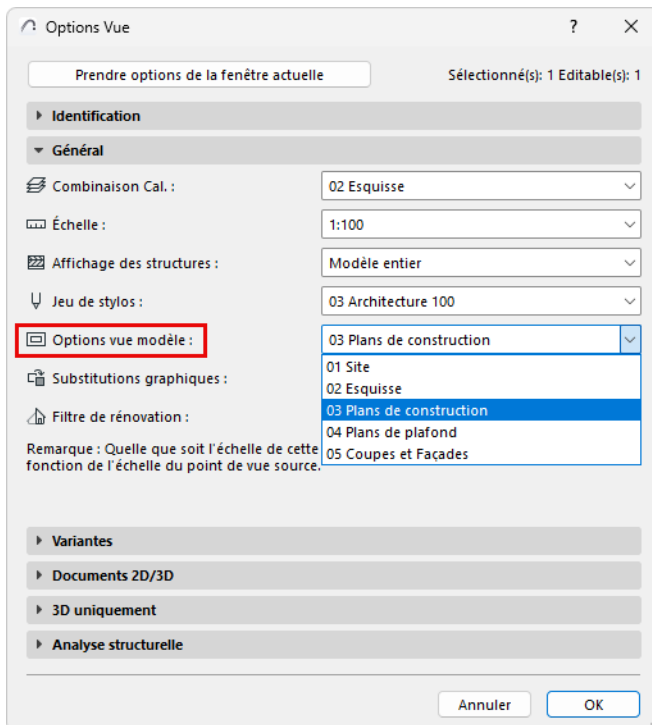 Options Vue
?
Prendre options de la fenêtre actuelle
Sélectionné(s): 1 Editable(s): 1
Identification
Général
Combinaison Cal. :
02 Esquisse
Échelle :
1:100
Affichage des structures :
Modèle entier
Jeu de stylos :
03 Architecture 100
Options vue modèle :
03 Plans de construction
01 Site
02 Esquisse
03 Plans de construction
04 Plans de plafond
05 Coupes et Façades
Substitutions graphiques :
Filtre de rénovation :
Remarque : Quelle que soit l'échelle de cette
fonction de l'échelle du point de vue source.
Variantes
Documents 2D/3D
3D uniquement
Analyse structurelle
Annuler
OK